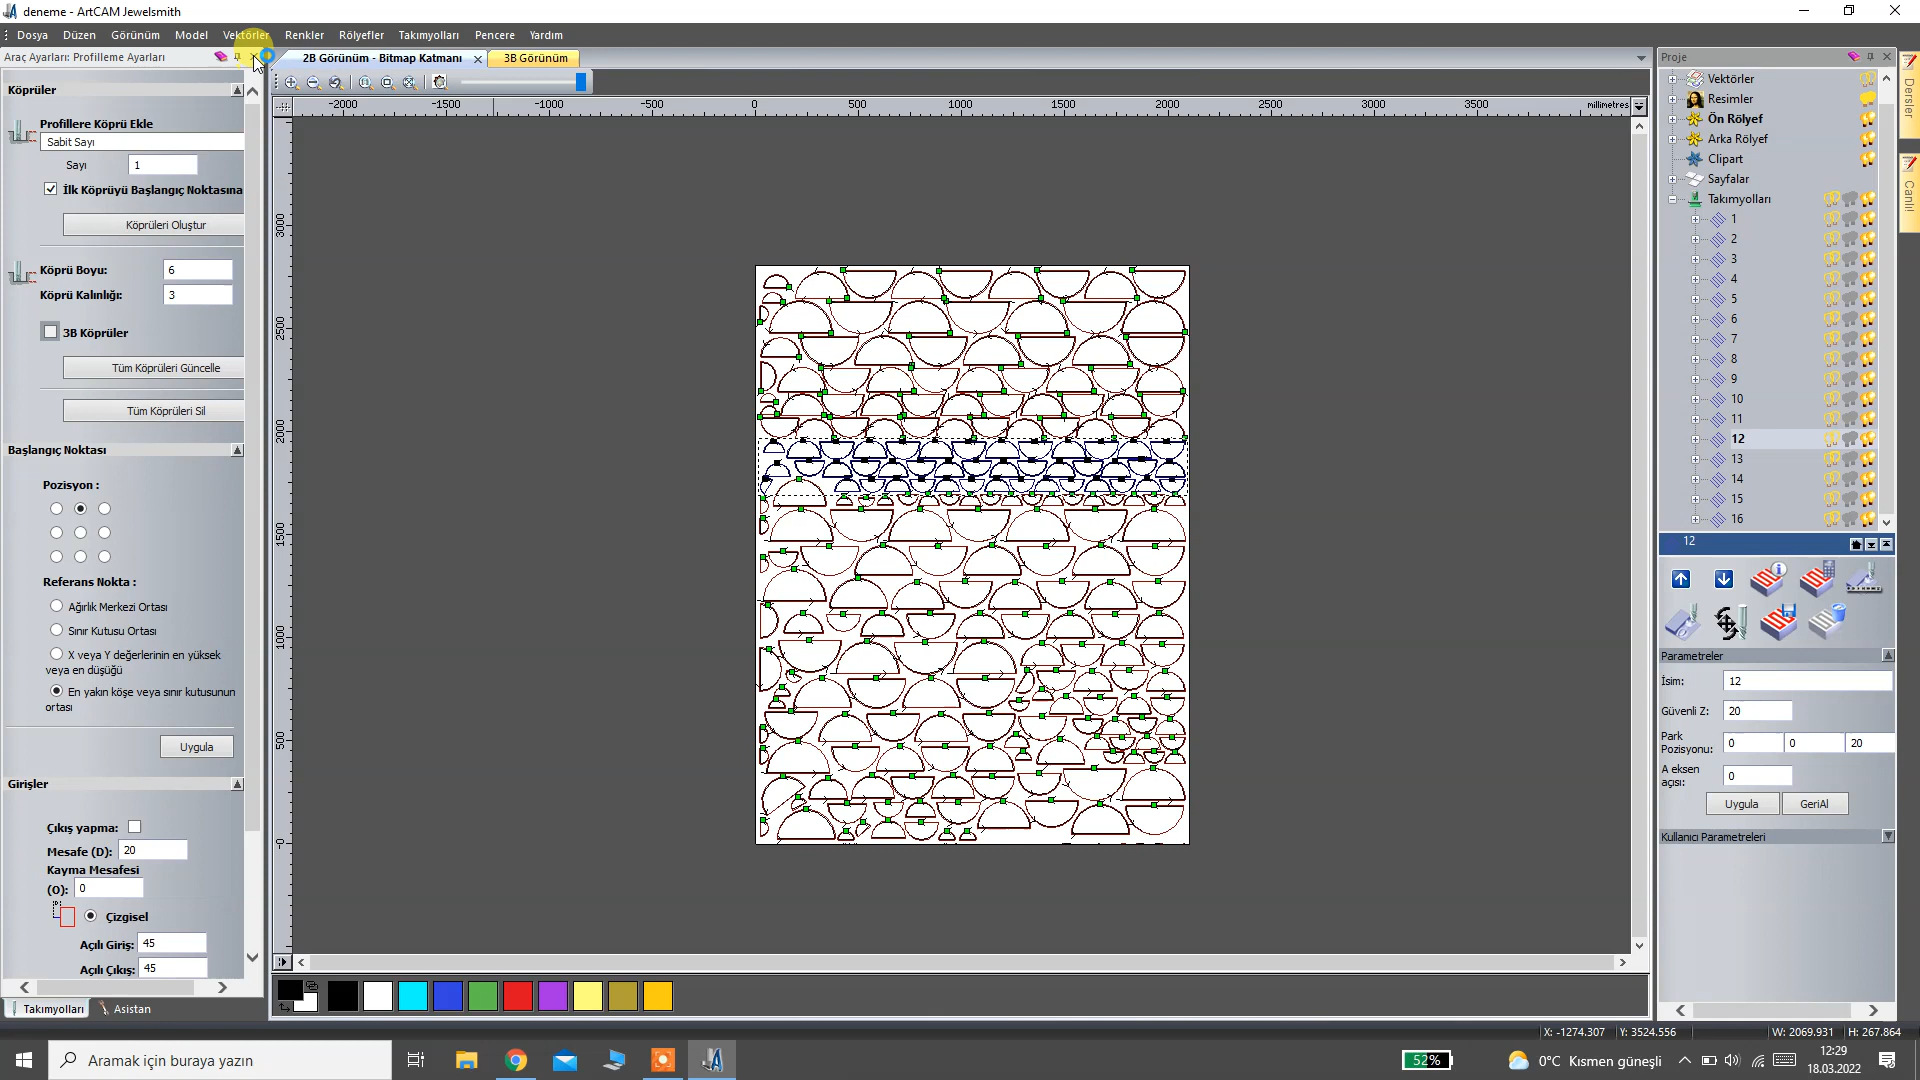 deneme - ArtCAM Jewelsmith
Dosya Düzen Görünüm Model Vektörler Renkler Rölyefler Takımyolları Pencere Yardım
Araç Ayarları: Profilleme Ayarları
2B Görünüm - Bitmap Katmanı
3B Görünüm
Köprüler
Profillere Köprü Ekle
Sabit Sayı
Sayı 1
İlk Köprüyü Başlangıç Noktasına
Köprüleri Oluştur
Köprü Boyu: 6
Köprü Kalınlığı: 3
3B Köprüler
Tüm Köprüleri Güncelle
Tüm Köprüleri Sil
Başlangıç Noktası
Pozisyon :
Referans Nokta :
Ağırlık Merkezi Ortası
Sınır Kutusu Ortası
X veya Y değerlerinin en yüksek
veya en düşüğü
En yakın köşe veya sınır kutusunun
ortası
Uygula
Girişler
Çıkış yapma:
Mesafe (D): 20
Kayma Mesafesi
(O): 0
Çizgisel
Açılı Giriş: 45
Açılı Çıkış: 45
Takımyolları
Asistan
-2000 -1500 -1000 -500 0 500 1000 1500 2000 2500 3000 3500 millimetres
3000
2500
2000
1500
1000
500
-0
Proje
Vektörler
Resimler
Ön Rölyef
Arka Rölyef
Clipart
Sayfalar
Takımyolları
1
2
3
4
5
6
7
8
9
10
11
12
13
14
15
16
Dersler
Canlı!
12
Parametreler
İsim: 12
Güvenli Z: 20
Park
Pozisyonu: 0 0 20
A eksen
açısı: 0
Uygula GeriAl
Kullanıcı Parametreleri
X: -1274.307 Y: 3524.556 W: 2069.931 H: 267.864
Aramak için buraya yazın
52%
0°C Kısmen güneşli
12:29
18.03.2022